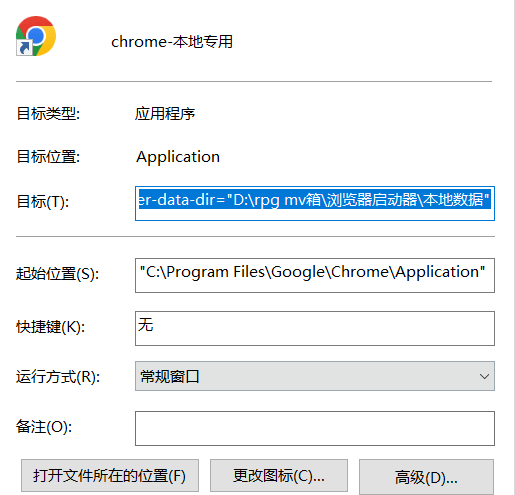 chrome-本地专用
目标类型: 应用程序
目标位置: Application
目标(T): er-data-dir="D:\rpg mv箱\浏览器启动器\本地数据"
起始位置(S): "C:\Program Files\Google\Chrome\Application"
快捷键(K): 无
运行方式(R): 常规窗口
备注(O):
打开文件所在的位置(F) 更改图标(C)... 高级(D)...